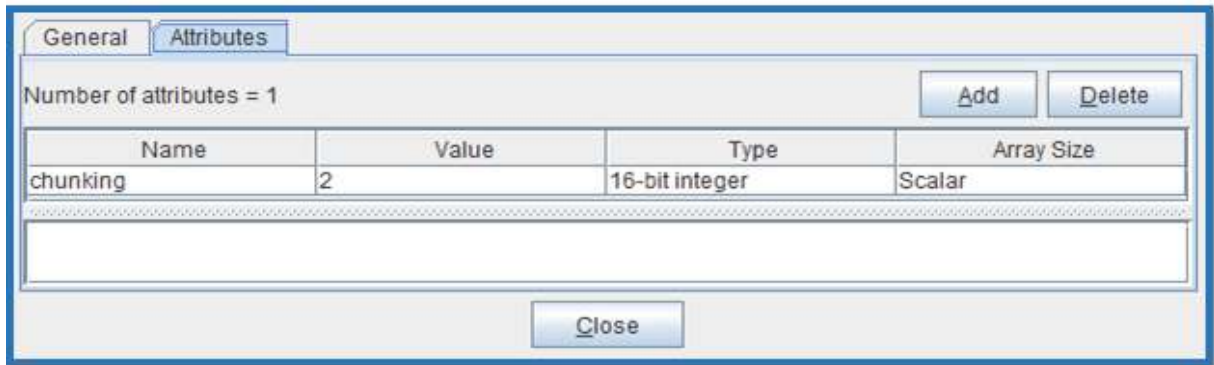 General Attributes
Number of attributes = 1 Add Delete
Name Value Type Array Size
chunking 2 16-bit integer Scalar
Close